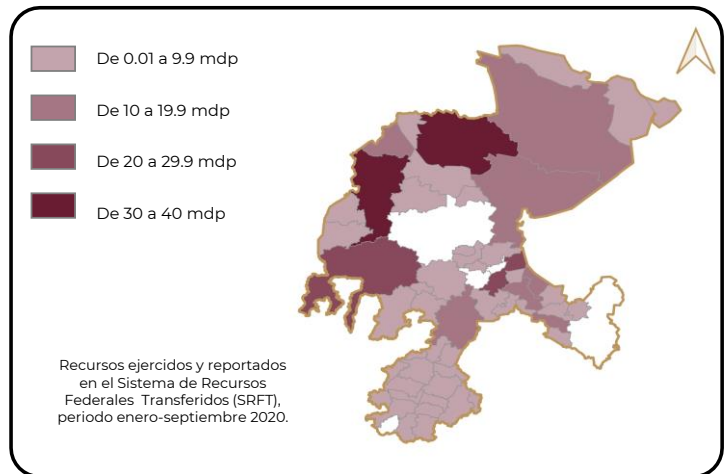 De 0.01 a 9.9 mdp
De 10 a 19.9 mdp
De 20 a 29.9 mdp
De 30 a 40 mdp
Recursos ejercidos y reportados
en el Sistema de Recursos
Federales Transferidos (SRFT),
periodo enero-septiembre 2020.